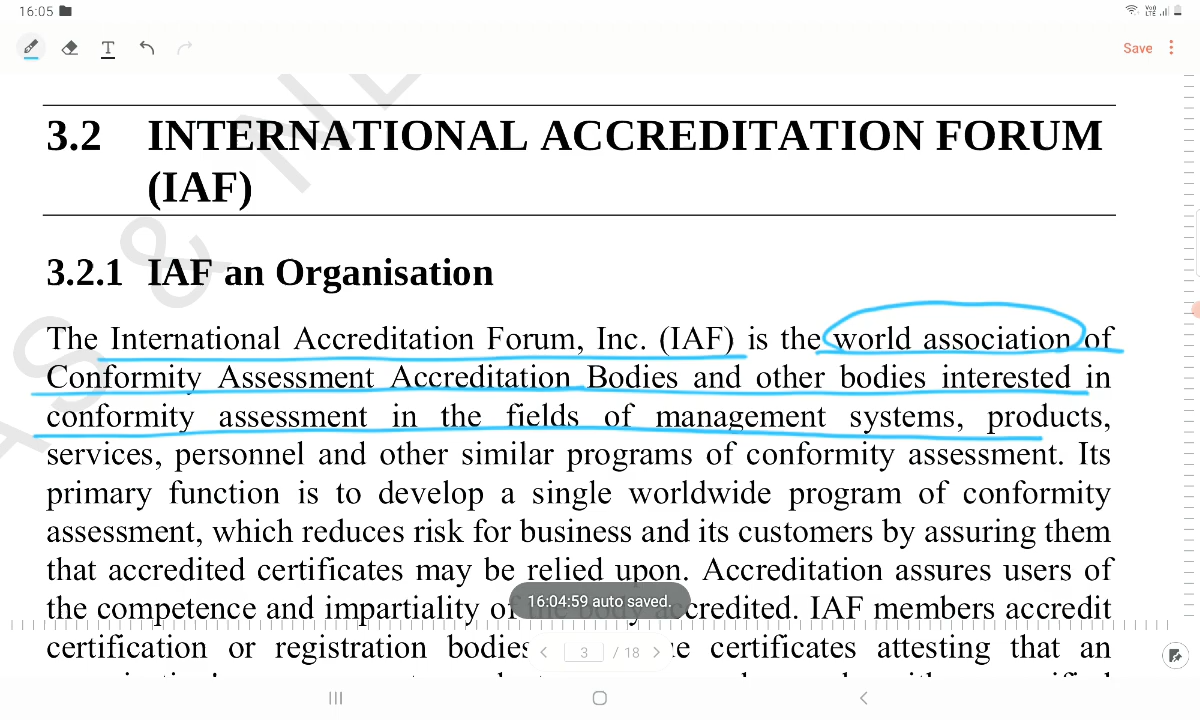 16:05
Vo))
LTE
T
Save
3.2 INTERNATIONAL ACCREDITATION FORUM
(IAF)
3.2.1 IAF an Organisation
The International Accreditation Forum, Inc. (IAF) is the world association of
Conformity Assessment Accreditation Bodies and other bodies interested in
conformity assessment in the fields of management systems, products,
services, personnel and other similar programs of conformity assessment. Its
primary function is to develop a single worldwide program of conformity
assessment, which reduces risk for business and its customers by assuring them
that accredited certificates may be relied upon. Accreditation assures users of
16:04:59 auto saved.
the competence and impartiality of the body accredited. IAF members accredit
certification or registration bodies certificates attesting that an
3 / 18